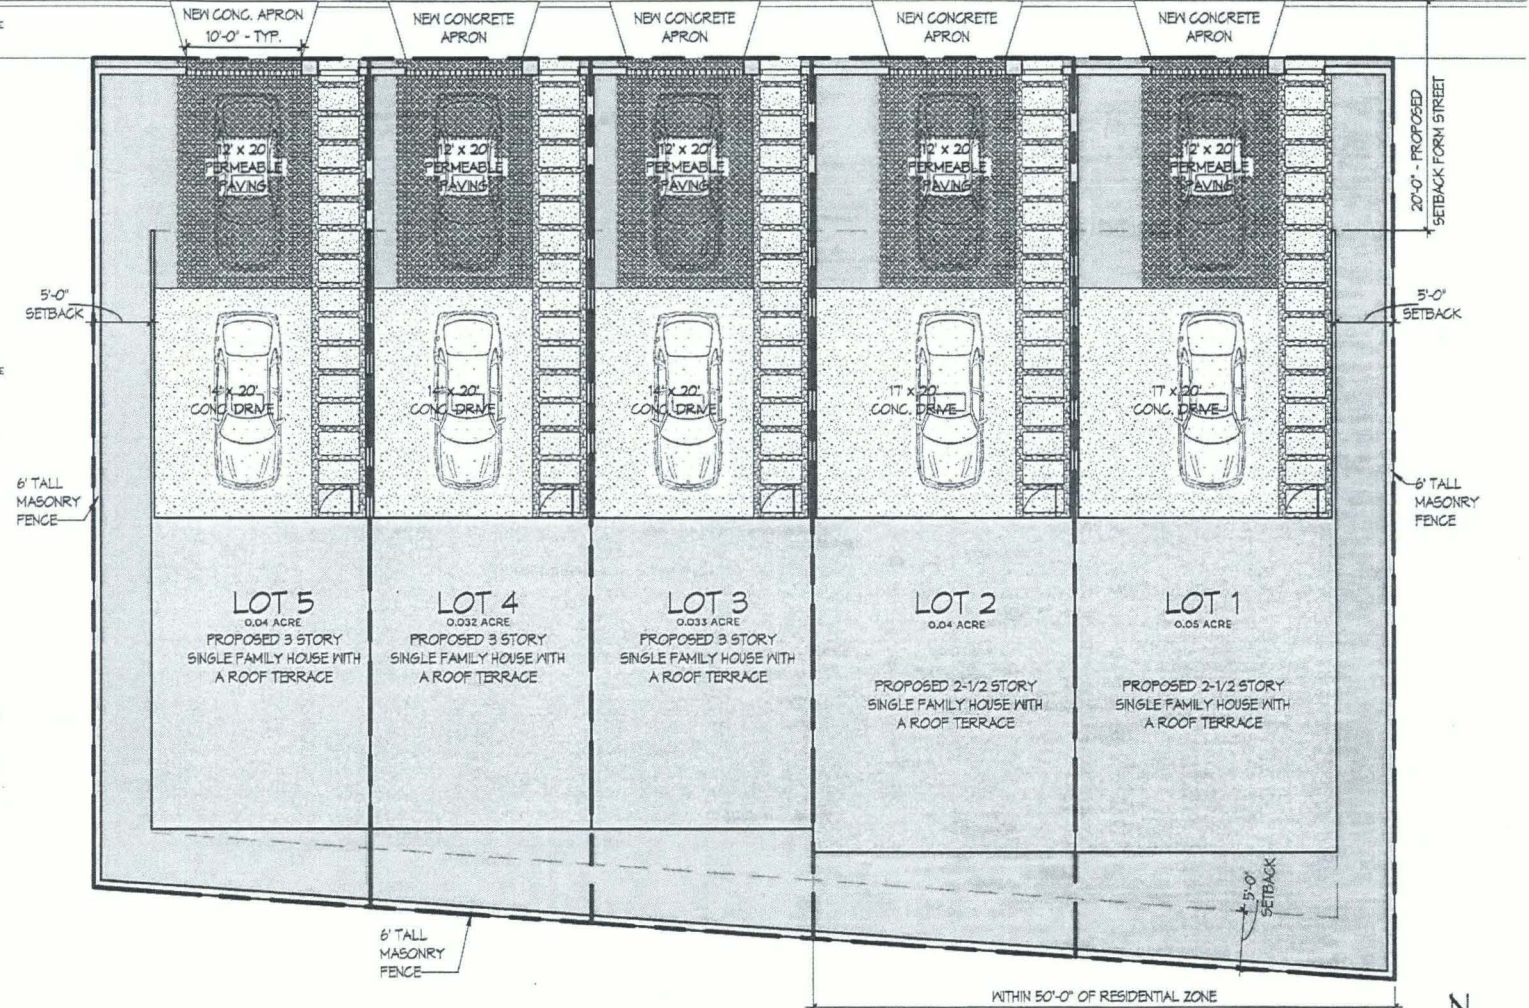 NEW CONC. APRON
10'-0" - TYP.
NEW CONCRETE
APRON
NEW CONCRETE
APRON
NEW CONCRETE
APRON
NEW CONCRETE
APRON
12' x 20'
PERMEABLE
PAVING
12' x 20'
PERMEABLE
PAVING
12' x 20'
PERMEABLE
PAVING
12' x 20'
PERMEABLE
PAVING
12' x 20'
PERMEABLE
PAVING
20'-0" - PROPOSED
SETBACK FORM STREET
5'-0"
SETBACK
5'-0"
SETBACK
14' x 20'
CONC. DRIVE
14' x 20'
CONC. DRIVE
14' x 20'
CONC. DRIVE
17' x 20'
CONC. DRIVE
17' x 20'
CONC. DRIVE
6' TALL
MASONRY
FENCE
6' TALL
MASONRY
FENCE
LOT 5
0.04 ACRE
PROPOSED 3 STORY
SINGLE FAMILY HOUSE WITH
A ROOF TERRACE
LOT 4
0.032 ACRE
PROPOSED 3 STORY
SINGLE FAMILY HOUSE WITH
A ROOF TERRACE
LOT 3
0.033 ACRE
PROPOSED 3 STORY
SINGLE FAMILY HOUSE WITH
A ROOF TERRACE
LOT 2
0.04 ACRE
PROPOSED 2-1/2 STORY
SINGLE FAMILY HOUSE WITH
A ROOF TERRACE
LOT 1
0.05 ACRE
PROPOSED 2-1/2 STORY
SINGLE FAMILY HOUSE WITH
A ROOF TERRACE
5'-0"
SETBACK
6' TALL
MASONRY
FENCE
WITHIN 50'-0" OF RESIDENTIAL ZONE